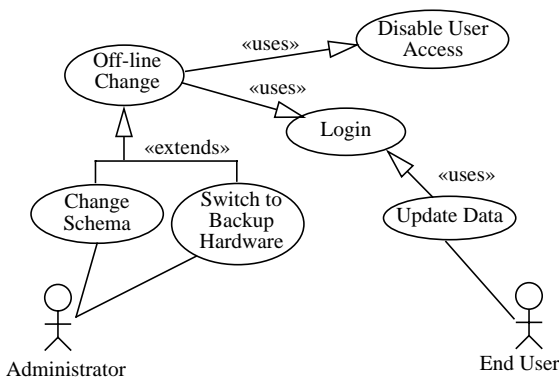 Disable User
Access
«uses»
Off-line
Change
«uses»
Login
«extends»
«uses»
Change
Schema
Switch to
Backup
Hardware
Update Data
Administrator
End User